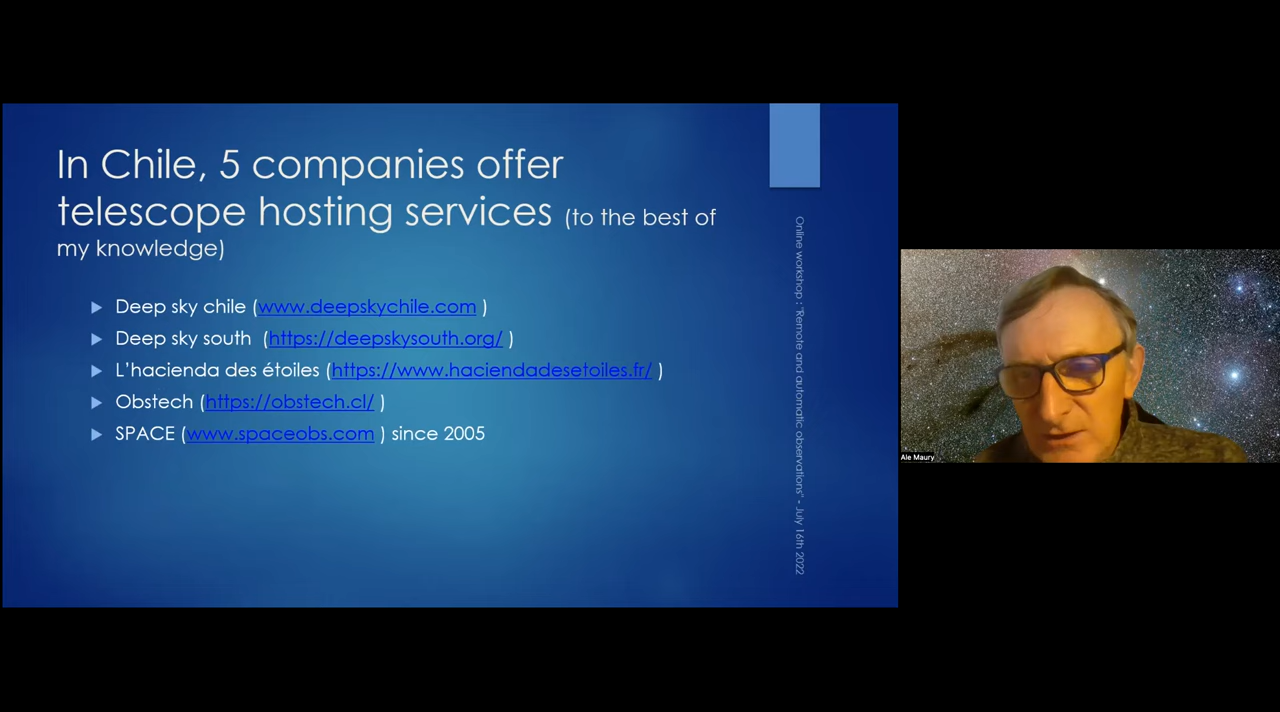 In Chile, 5 companies offer
telescope hosting services (to the best of
my knowledge)
Deep sky chile (www.deepskychile.com )
Deep sky south (https://deepskysouth.org/ )
L'hacienda des étoiles (https://www.haciendadesetoiles.fr/ )
Obstech (https://obstech.cl/ )
SPACE (www.spaceobs.com ) since 2005
Online workshop : "Remote and automatic observations" - July 16th 2022
Ale Maury